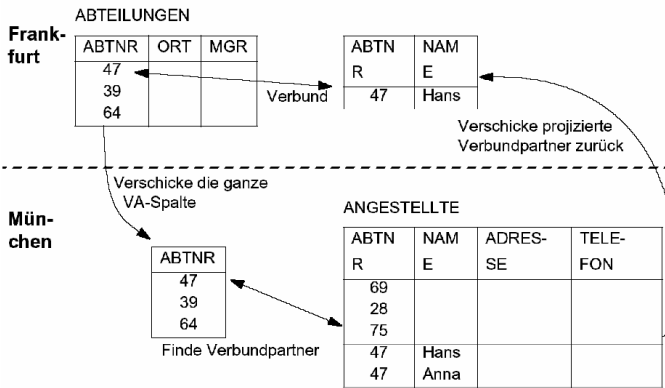 ABTEILUNGEN
Frank-
furt
ABTNR ORT MGR
47
39
64
ABTN NAM
R E
47 Hans
Verbund
Verschicke projizierte
Verbundpartner zurück
Verschicke die ganze
VA-Spalte
Mün-
chen
ABTNR
47
39
64
Finde Verbundpartner
ANGESTELLTE
ABTN NAM ADRES- TELE-
R E SSE FON
69
28
75
47 Hans
47 Anna